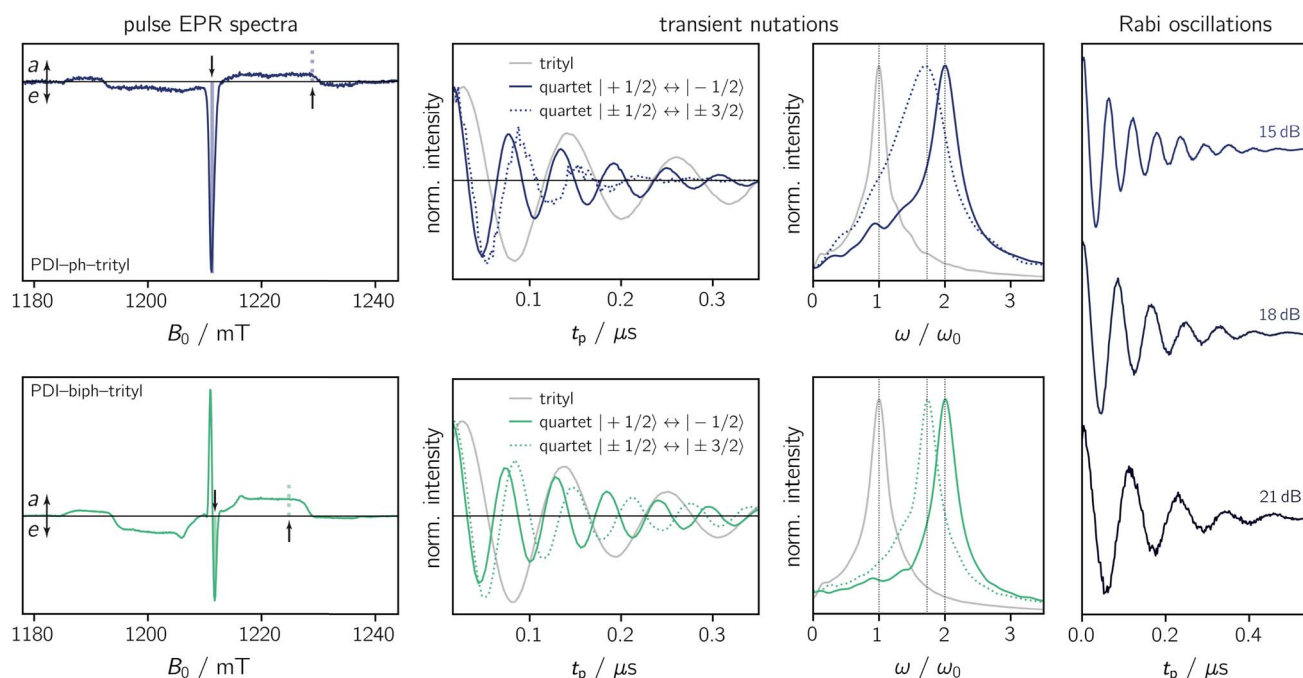 pulse EPR spectra
transient nutations
Rabi oscillations
a
e
PDI–ph–trityl
1180 1200 1220 1240
B₀ / mT
norm. intensity
trityl
quartet | + 1/2⟩ ↔ | − 1/2⟩
quartet | ± 1/2⟩ ↔ | ± 3/2⟩
0.1 0.2 0.3
tₚ / μs
norm. intensity
0 1 2 3
ω / ω₀
15 dB
18 dB
21 dB
PDI–biph–trityl
a
e
1180 1200 1220 1240
B₀ / mT
norm. intensity
trityl
quartet | + 1/2⟩ ↔ | − 1/2⟩
quartet | ± 1/2⟩ ↔ | ± 3/2⟩
0.1 0.2 0.3
tₚ / μs
norm. intensity
0 1 2 3
ω / ω₀
0.0 0.2 0.4
tₚ / μs